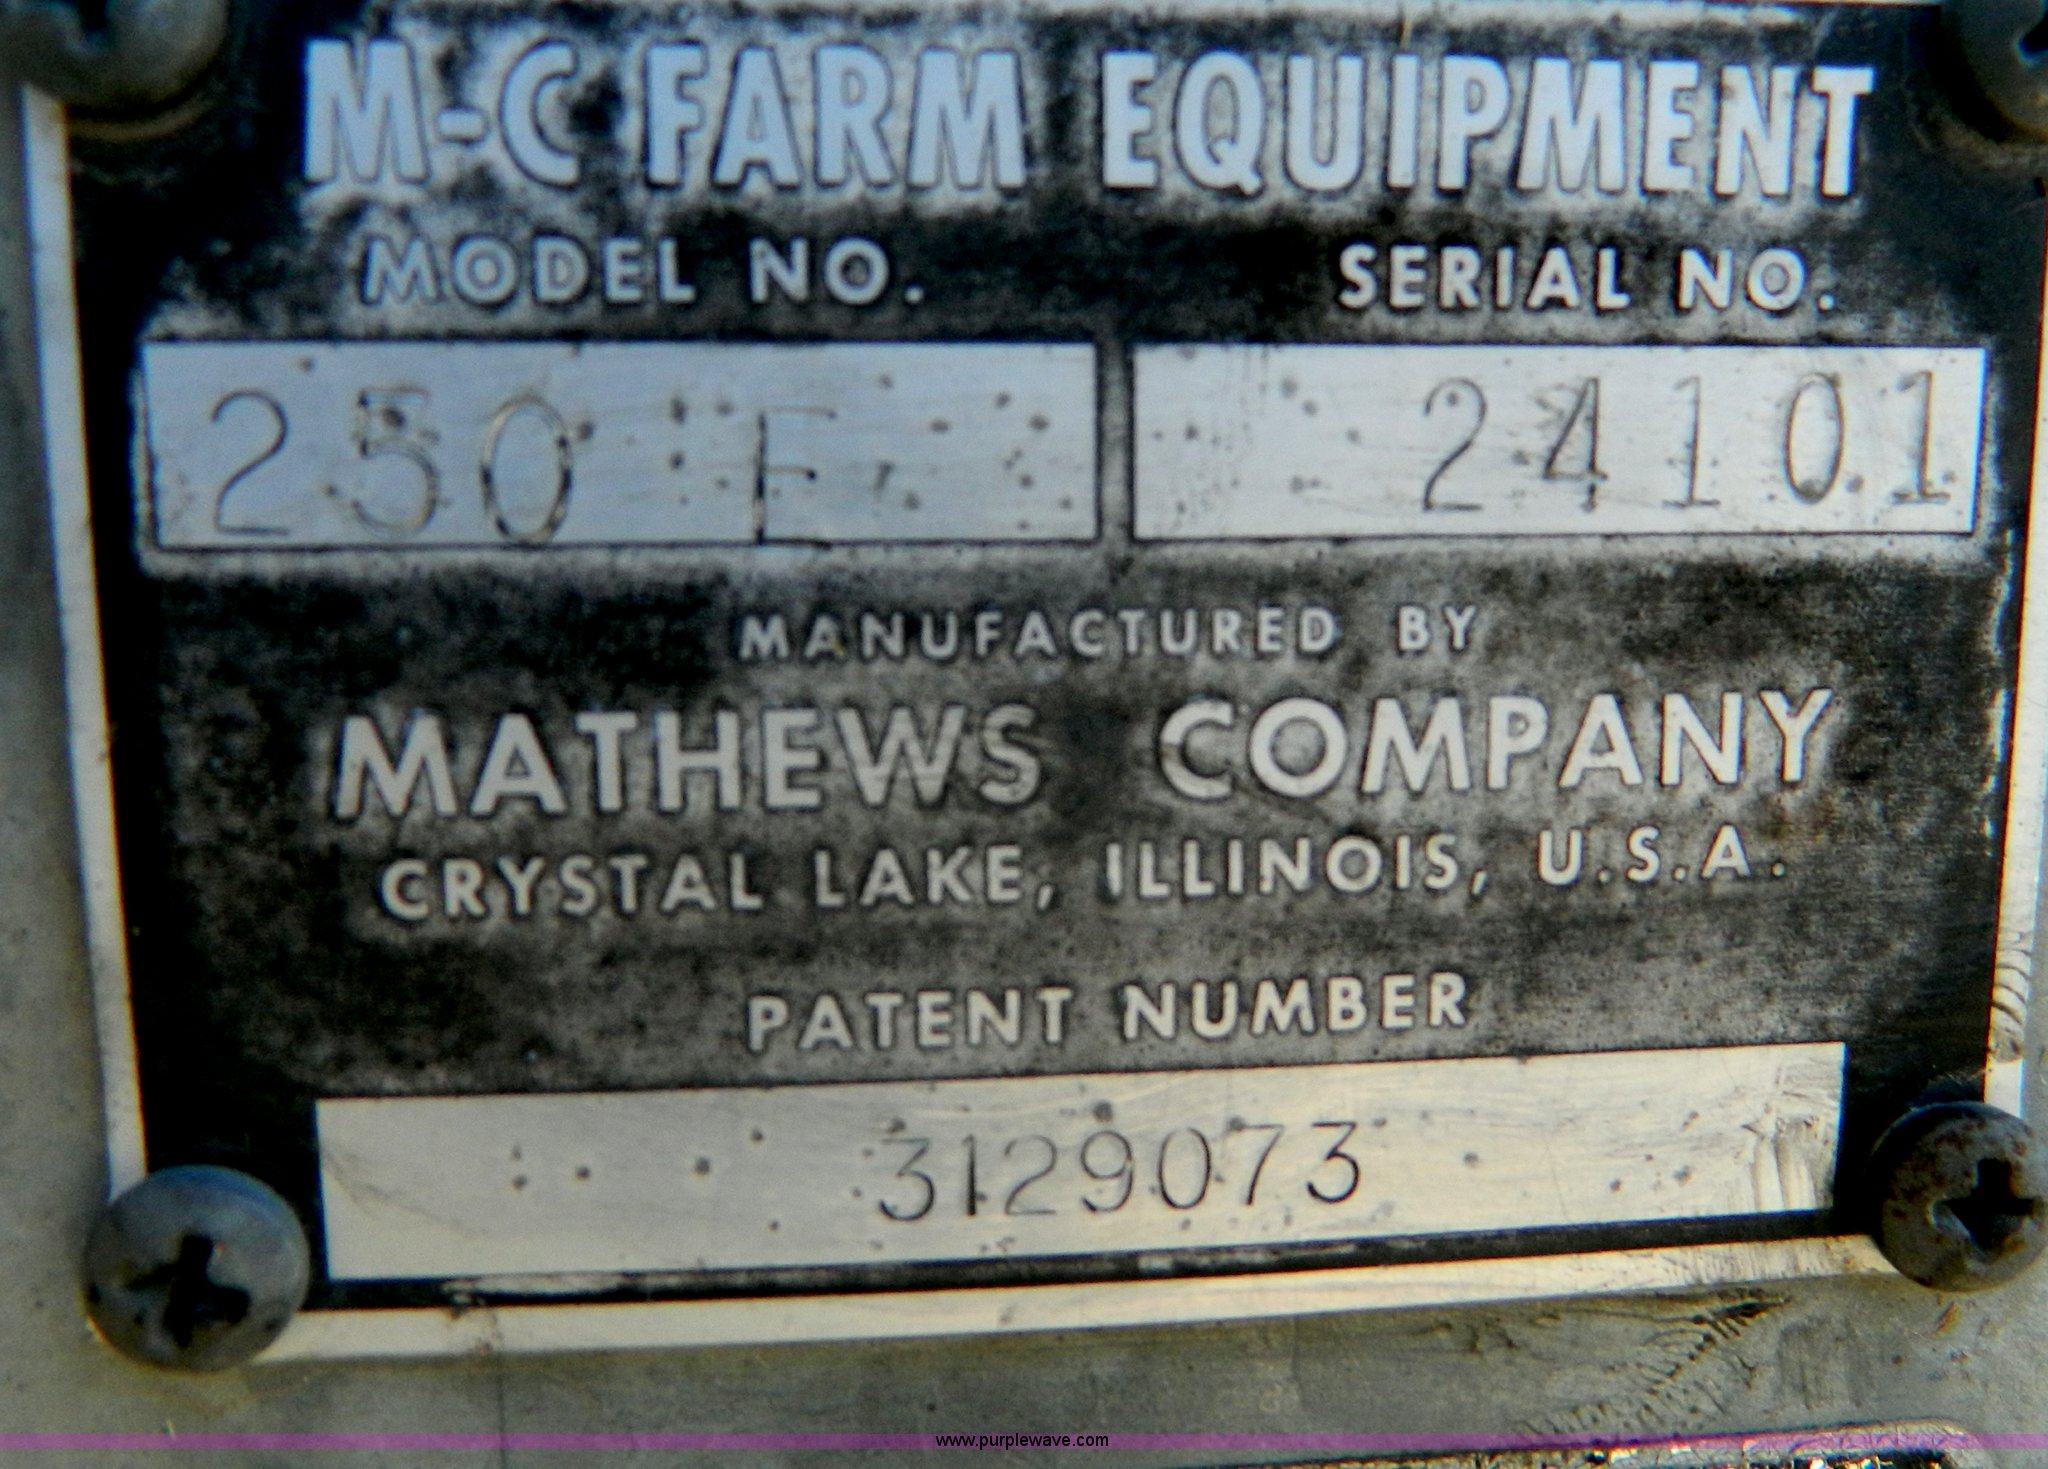 M-C FARM EQUIPMENT
MODEL NO. SERIAL NO.
250 E 24101
MANUFACTURED BY
MATHEWS COMPANY
CRYSTAL LAKE, ILLINOIS, U.S.A.
PATENT NUMBER
3129073
www.purplewave.com